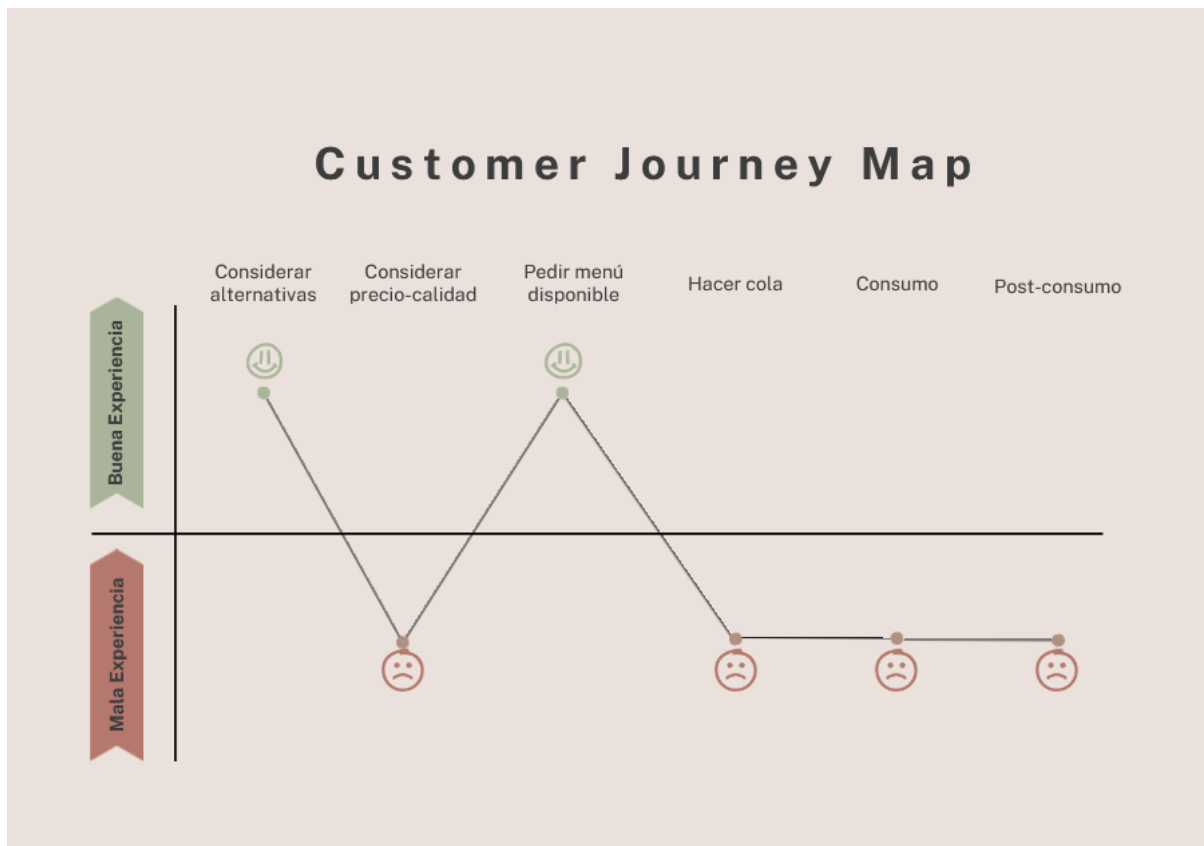 Customer Journey Map
Considerar
alternativas
Considerar
precio-calidad
Pedir menú
disponible
Hacer cola
Consumo
Post-consumo
Buena Experiencia
Mala Experiencia